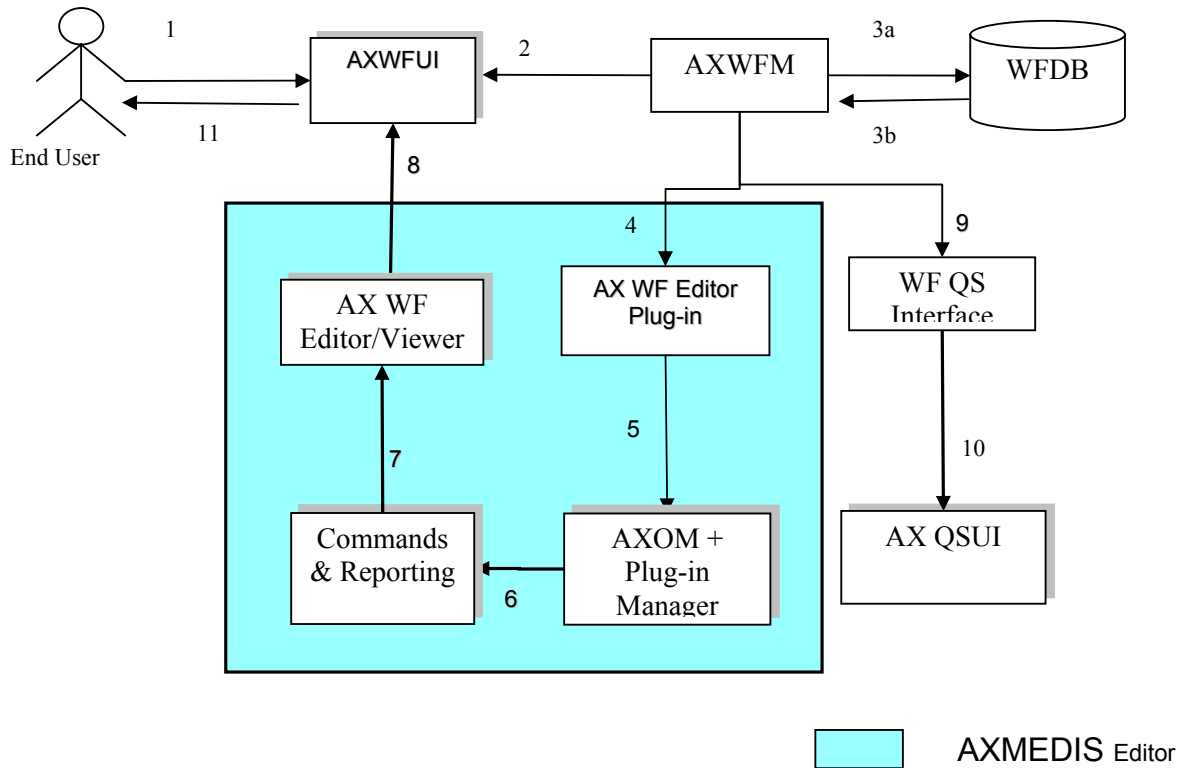 1
2
3a
AXWFUI
AXWFM
WFDB
11
3b
End User
8
4
9
AX WF
Editor/Viewer
AX WF Editor
Plug-in
WF QS
Interface
5
7
10
Commands
& Reporting
AXOM +
Plug-in
Manager
AX QSUI
6
AXMEDIS Editor